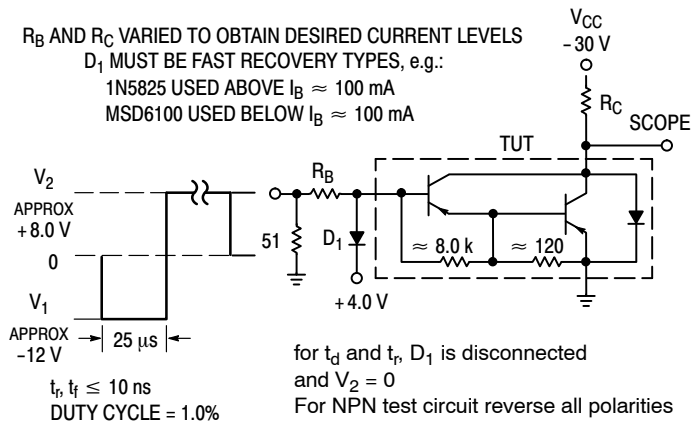 R_B AND R_C VARIED TO OBTAIN DESIRED CURRENT LEVELS
D_1 MUST BE FAST RECOVERY TYPES, e.g.:
1N5825 USED ABOVE I_B ≈ 100 mA
MSD6100 USED BELOW I_B ≈ 100 mA
V_CC
- 30 V
R_C
SCOPE
TUT
V_2
APPROX
+ 8.0 V
0
V_1
APPROX
-12 V
25 μs
t_r, t_f ≤ 10 ns
DUTY CYCLE = 1.0%
51
R_B
D_1
+ 4.0 V
≈ 8.0 k
≈ 120
for t_d and t_r, D_1 is disconnected
and V_2 = 0
For NPN test circuit reverse all polarities